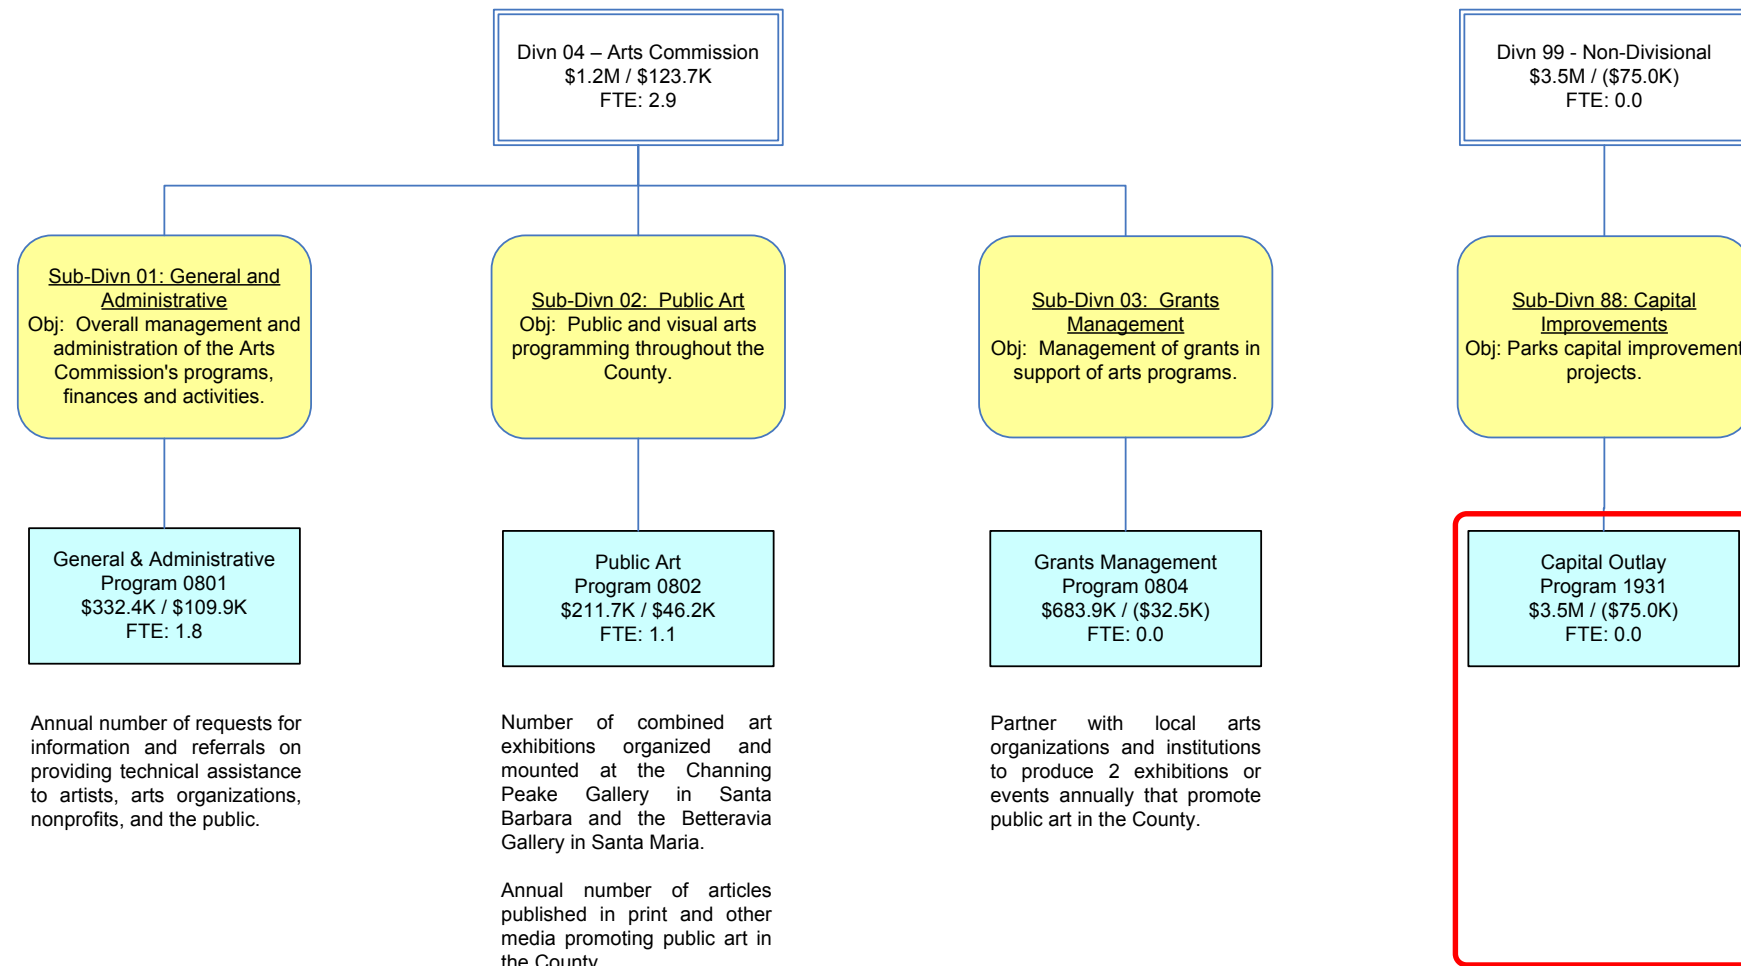 Divn 04 – Arts Commission
$1.2M / $123.7K
FTE: 2.9
Divn 99 - Non-Divisional
$3.5M / ($75.0K)
FTE: 0.0
Sub-Divn 01: General and
Administrative
Obj:  Overall management and
administration of the Arts
Commission's programs,
finances and activities.
Sub-Divn 02:  Public Art
Obj:  Public and visual arts
programming throughout the
County.
Sub-Divn 03:  Grants
Management
Obj:  Management of grants in
support of arts programs.
Sub-Divn 88: Capital
Improvements
Obj: Parks capital improvement
projects.
General & Administrative
Program 0801
$332.4K / $109.9K
FTE: 1.8
Public Art
Program 0802
$211.7K / $46.2K
FTE: 1.1
Grants Management
Program 0804
$683.9K / ($32.5K)
FTE: 0.0
Capital Outlay
Program 1931
$3.5M / ($75.0K)
FTE: 0.0
Annual number of requests for
information and referrals on
providing technical assistance
to artists, arts organizations,
nonprofits, and the public.
Number of combined art
exhibitions organized and
mounted at the Channing
Peake Gallery in Santa
Barbara and the Betteravia
Gallery in Santa Maria.
Annual number of articles
published in print and other
media promoting public art in
the County
Partner with local arts
organizations and institutions
to produce 2 exhibitions or
events annually that promote
public art in the County.